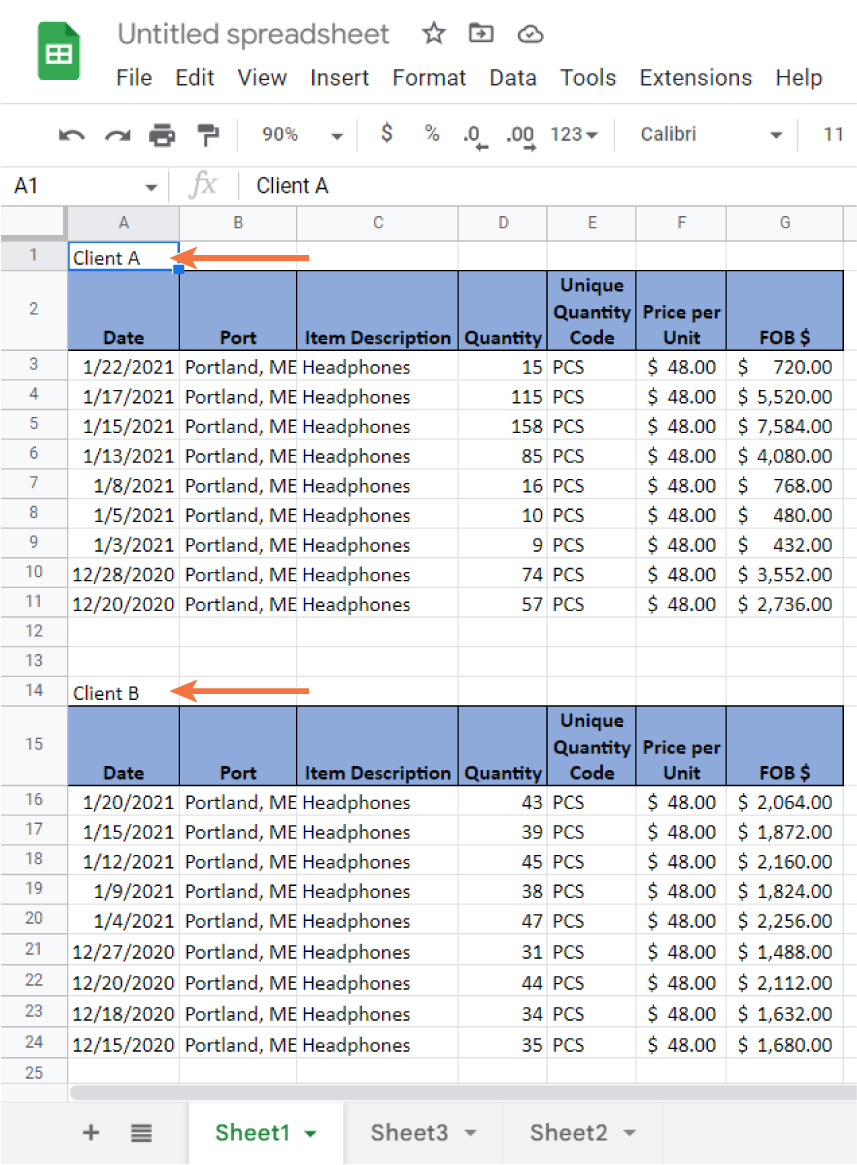 Untitled spreadsheet
File Edit View Insert Format Data Tools Extensions Help
90% $ % .0 .00 123 Calibri 11
A1 fx Client A
A B C D E F G
1 Client A
2 Date Port Item Description Quantity Unique Quantity Code Price per Unit FOB $
3 1/22/2021 Portland, ME Headphones 15 PCS $ 48.00 $ 720.00
4 1/17/2021 Portland, ME Headphones 115 PCS $ 48.00 $ 5,520.00
5 1/15/2021 Portland, ME Headphones 158 PCS $ 48.00 $ 7,584.00
6 1/13/2021 Portland, ME Headphones 85 PCS $ 48.00 $ 4,080.00
7 1/8/2021 Portland, ME Headphones 16 PCS $ 48.00 $ 768.00
8 1/5/2021 Portland, ME Headphones 10 PCS $ 48.00 $ 480.00
9 1/3/2021 Portland, ME Headphones 9 PCS $ 48.00 $ 432.00
10 12/28/2020 Portland, ME Headphones 74 PCS $ 48.00 $ 3,552.00
11 12/20/2020 Portland, ME Headphones 57 PCS $ 48.00 $ 2,736.00
12
13
14 Client B
15 Date Port Item Description Quantity Unique Quantity Code Price per Unit FOB $
16 1/20/2021 Portland, ME Headphones 43 PCS $ 48.00 $ 2,064.00
17 1/15/2021 Portland, ME Headphones 39 PCS $ 48.00 $ 1,872.00
18 1/12/2021 Portland, ME Headphones 45 PCS $ 48.00 $ 2,160.00
19 1/9/2021 Portland, ME Headphones 38 PCS $ 48.00 $ 1,824.00
20 1/4/2021 Portland, ME Headphones 47 PCS $ 48.00 $ 2,256.00
21 12/27/2020 Portland, ME Headphones 31 PCS $ 48.00 $ 1,488.00
22 12/20/2020 Portland, ME Headphones 44 PCS $ 48.00 $ 2,112.00
23 12/18/2020 Portland, ME Headphones 34 PCS $ 48.00 $ 1,632.00
24 12/15/2020 Portland, ME Headphones 35 PCS $ 48.00 $ 1,680.00
25
+ Sheet1 Sheet3 Sheet2